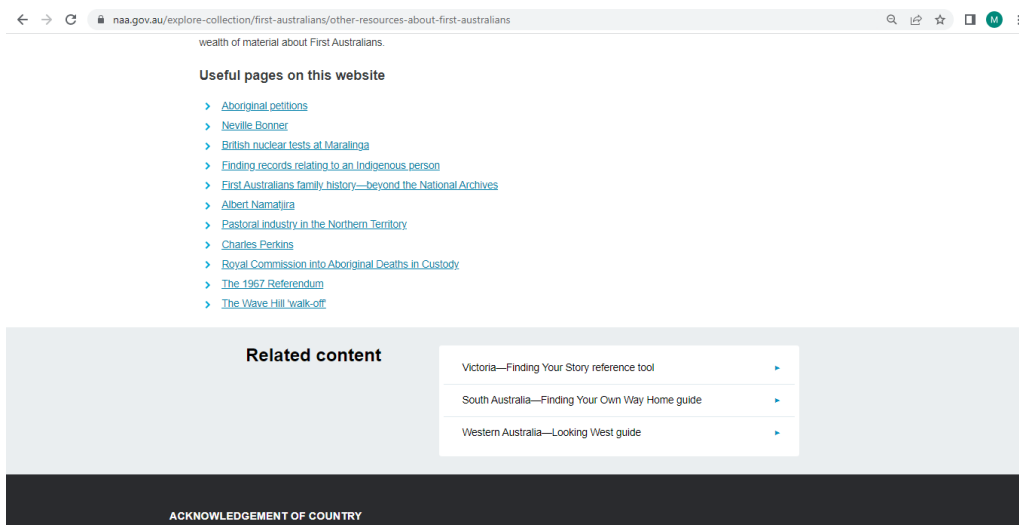 naa.gov.au/explore-collection/first-australians/other-resources-about-first-australians
M
wealth of material about First Australians.
Useful pages on this website
Aboriginal petitions
Neville Bonner
British nuclear tests at Maralinga
Finding records relating to an Indigenous person
First Australians family history—beyond the National Archives
Albert Namatjira
Pastoral industry in the Northern Territory
Charles Perkins
Royal Commission into Aboriginal Deaths in Custody
The 1967 Referendum
The Wave Hill 'walk-off'
Related content
Victoria—Finding Your Story reference tool
South Australia—Finding Your Own Way Home guide
Western Australia—Looking West guide
ACKNOWLEDGEMENT OF COUNTRY